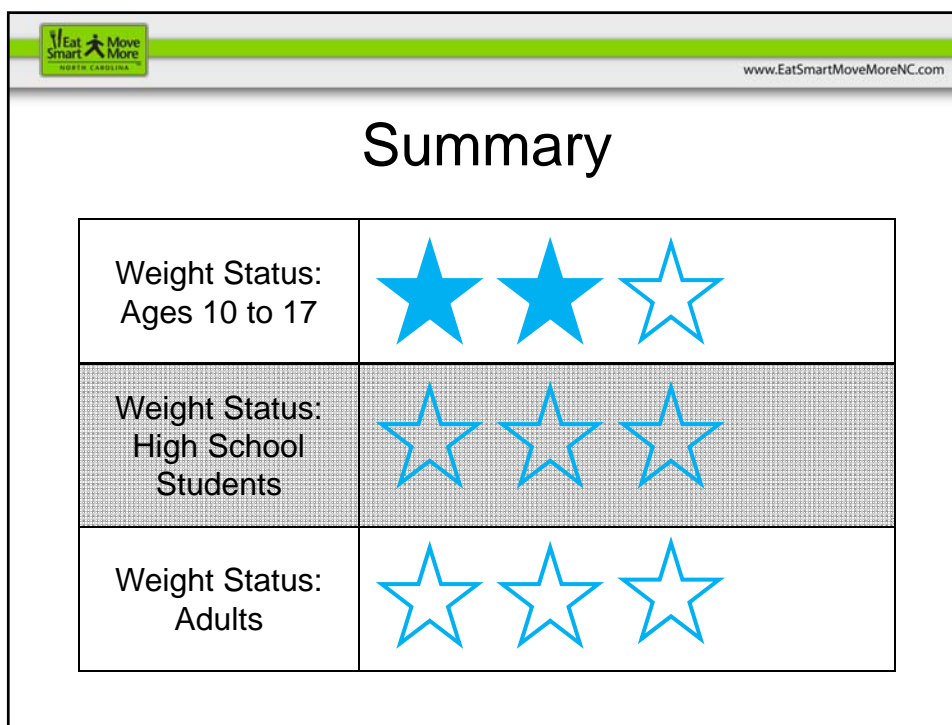 Eat Move
Smart More
NORTH CAROLINA
www.EatSmartMoveMoreNC.com
Summary
Weight Status:
Ages 10 to 17
Weight Status:
High School
Students
Weight Status:
Adults